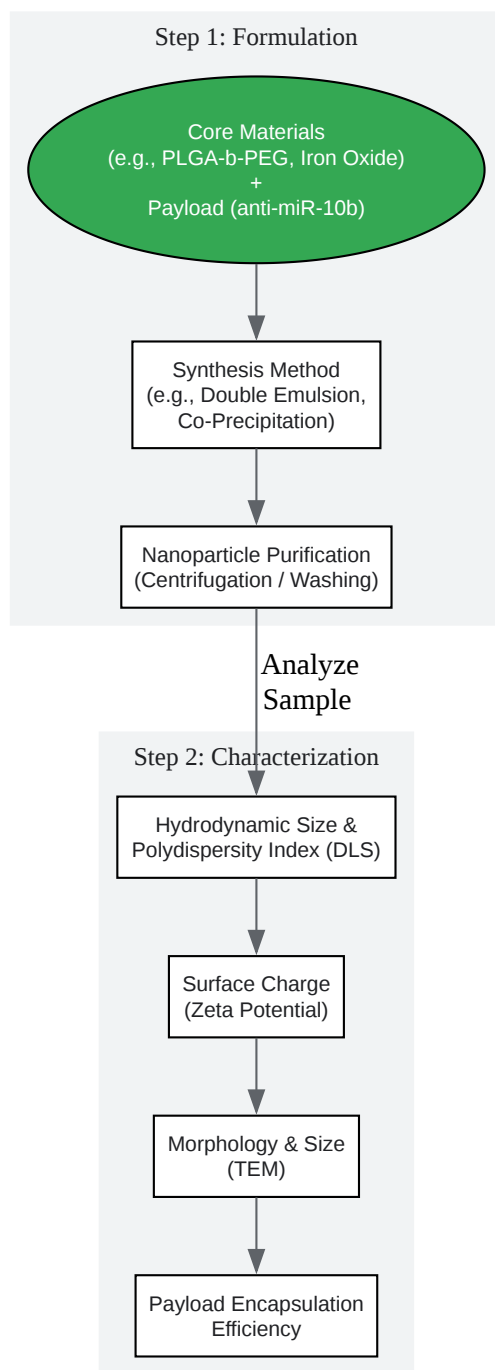 Step 1: Formulation
Core Materials
(e.g., PLGA-b-PEG, Iron Oxide)
+
Payload (anti-miR-10b)
Synthesis Method
(e.g., Double Emulsion,
Co-Precipitation)
Nanoparticle Purification
(Centrifugation / Washing)
Analyze
Sample
Step 2: Characterization
Hydrodynamic Size &
Polydispersity Index (DLS)
Surface Charge
(Zeta Potential)
Morphology & Size
(TEM)
Payload Encapsulation
Efficiency